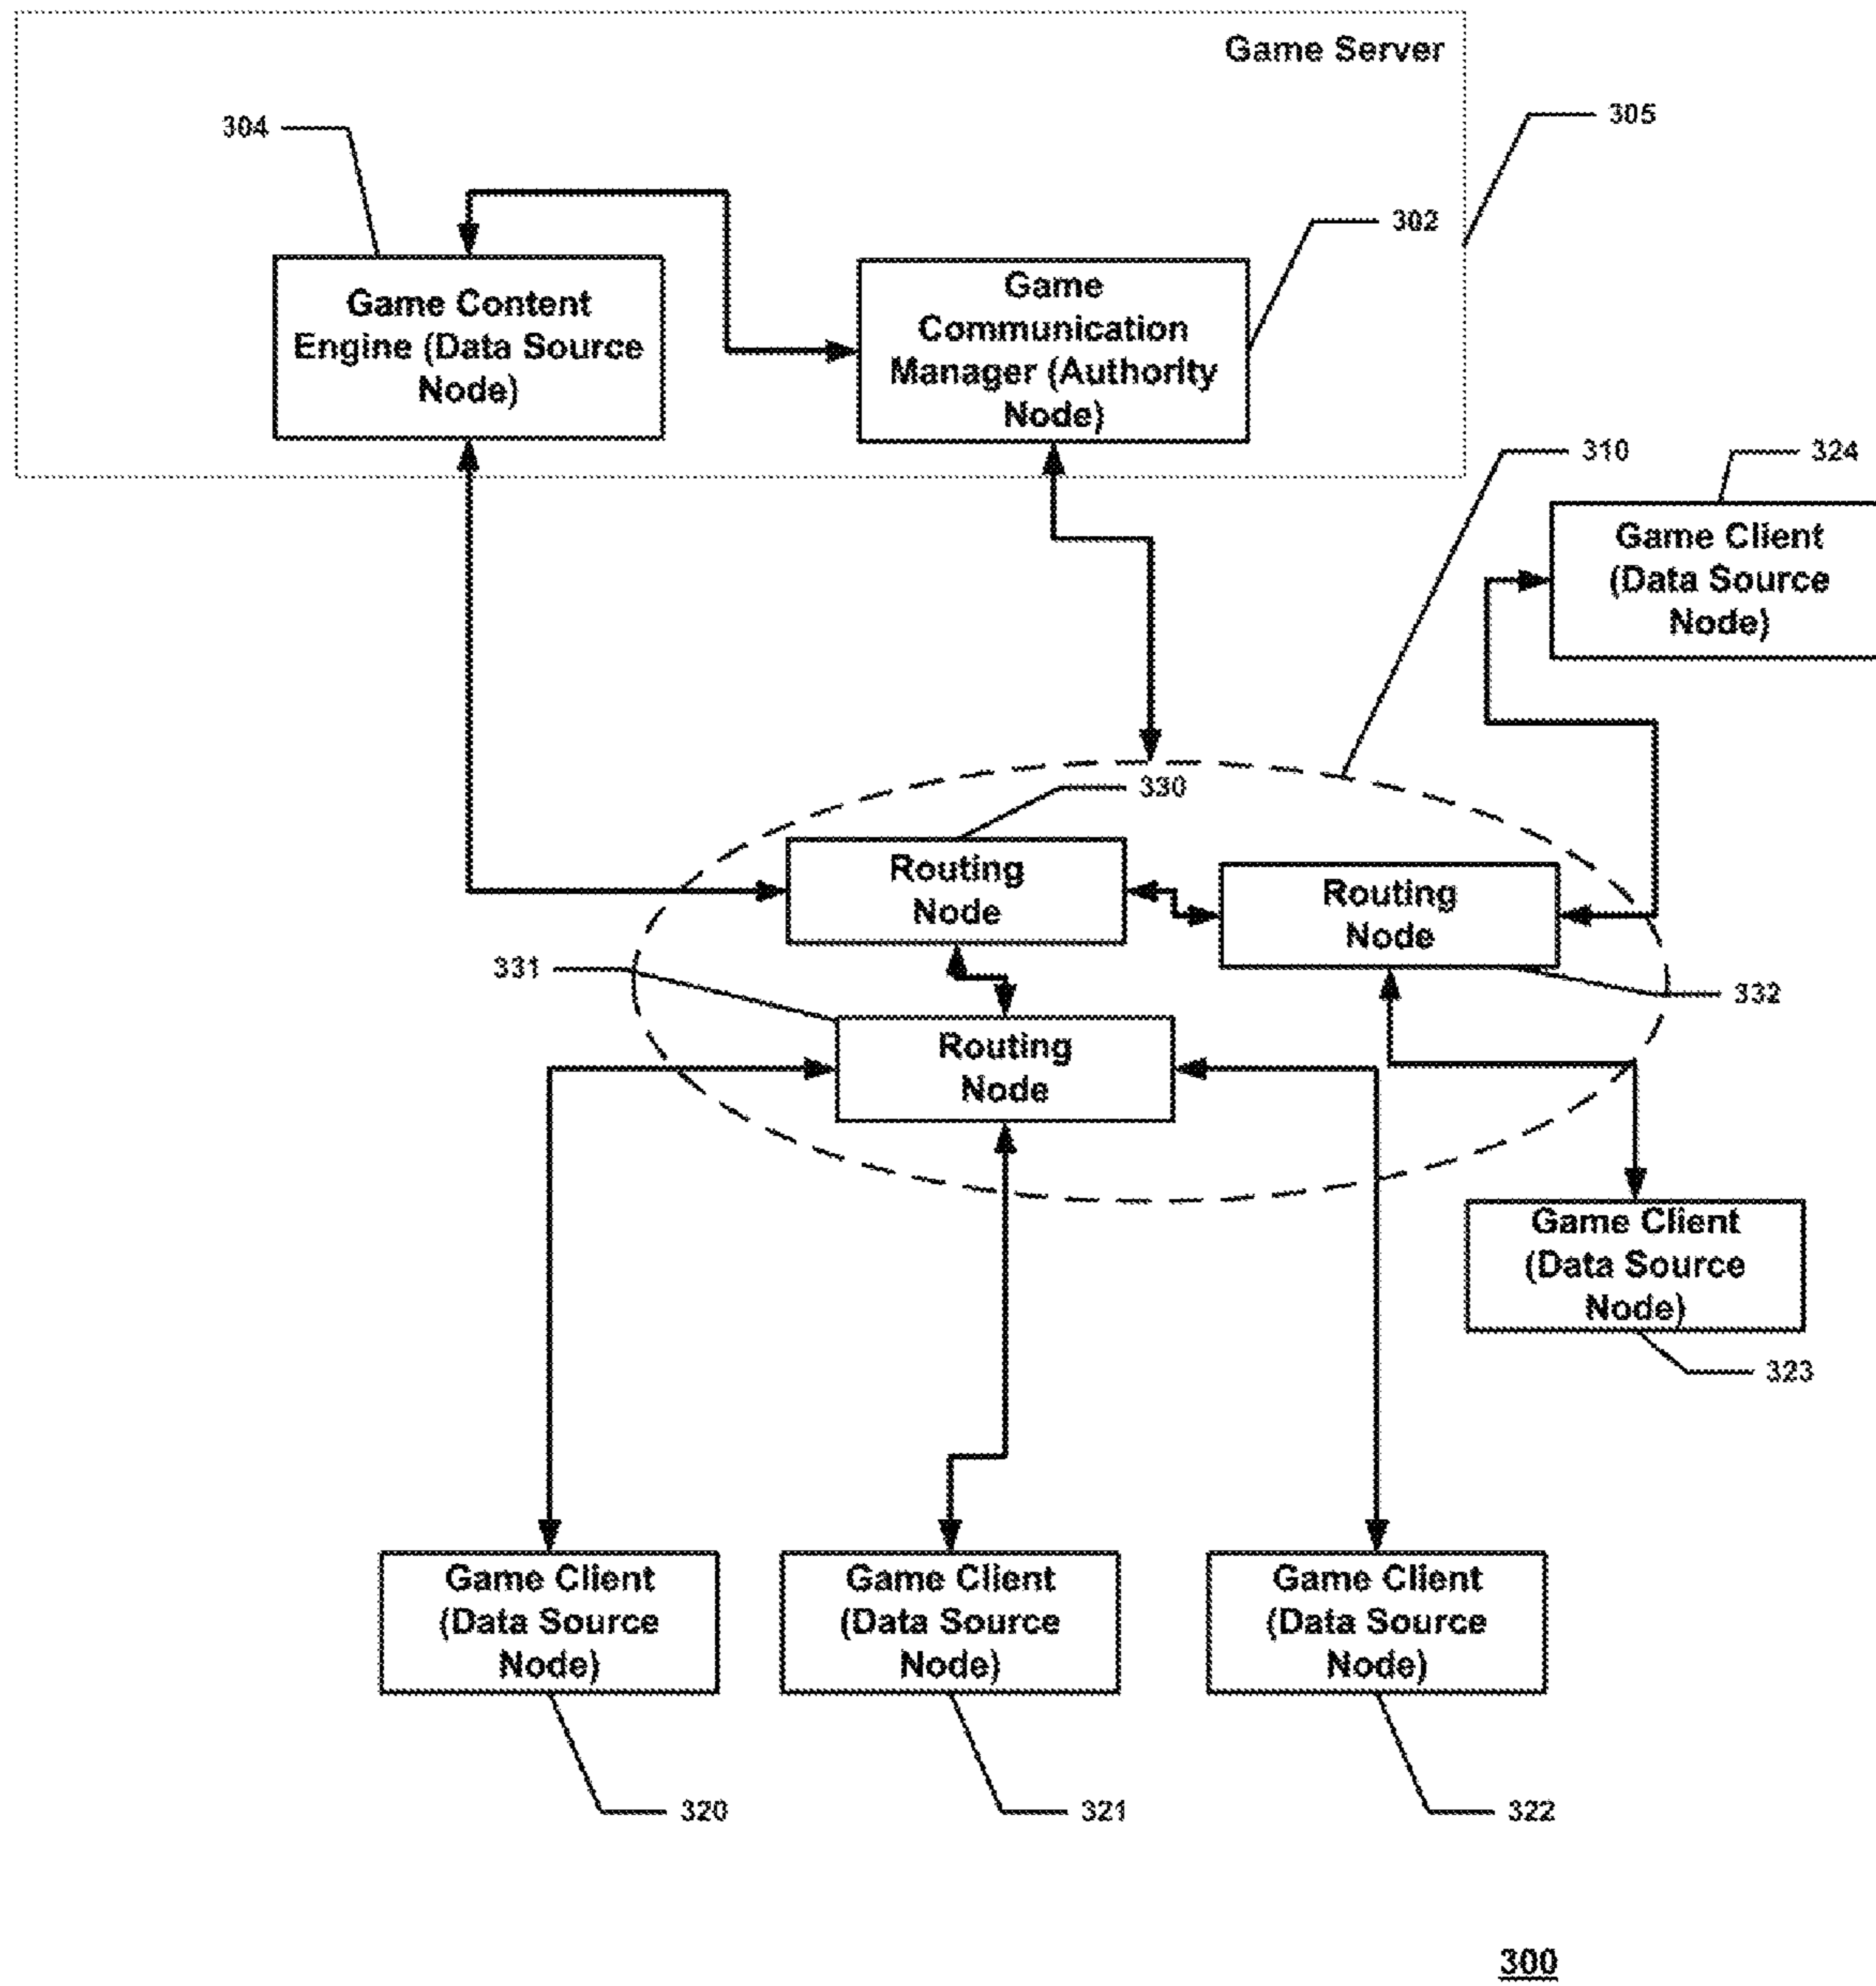 Game Server
304
305
302
Game Content
Engine (Data Source
Node)
Game
Communication
Manager (Authority
Node)
310
324
Game Client
(Data Source
Node)
330
Routing
Node
Routing
Node
331
332
Routing
Node
Game Client
(Data Source
Node)
323
Game Client
(Data Source
Node)
Game Client
(Data Source
Node)
Game Client
(Data Source
Node)
320
321
322
300